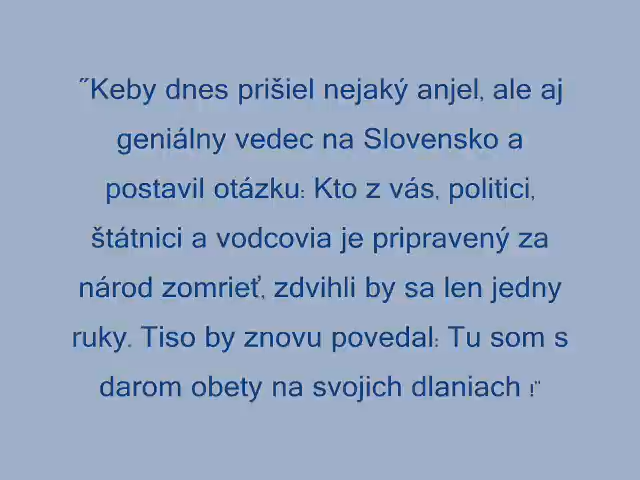 ˝Keby dnes prišiel nejaký anjel, ale aj
geniálny vedec na Slovensko a
postavil otázku: Kto z vás, politici,
štátnici a vodcovia je pripravený za
národ zomrieť, zdvihli by sa len jedny
ruky. Tiso by znovu povedal: Tu som s
darom obety na svojich dlaniach !"